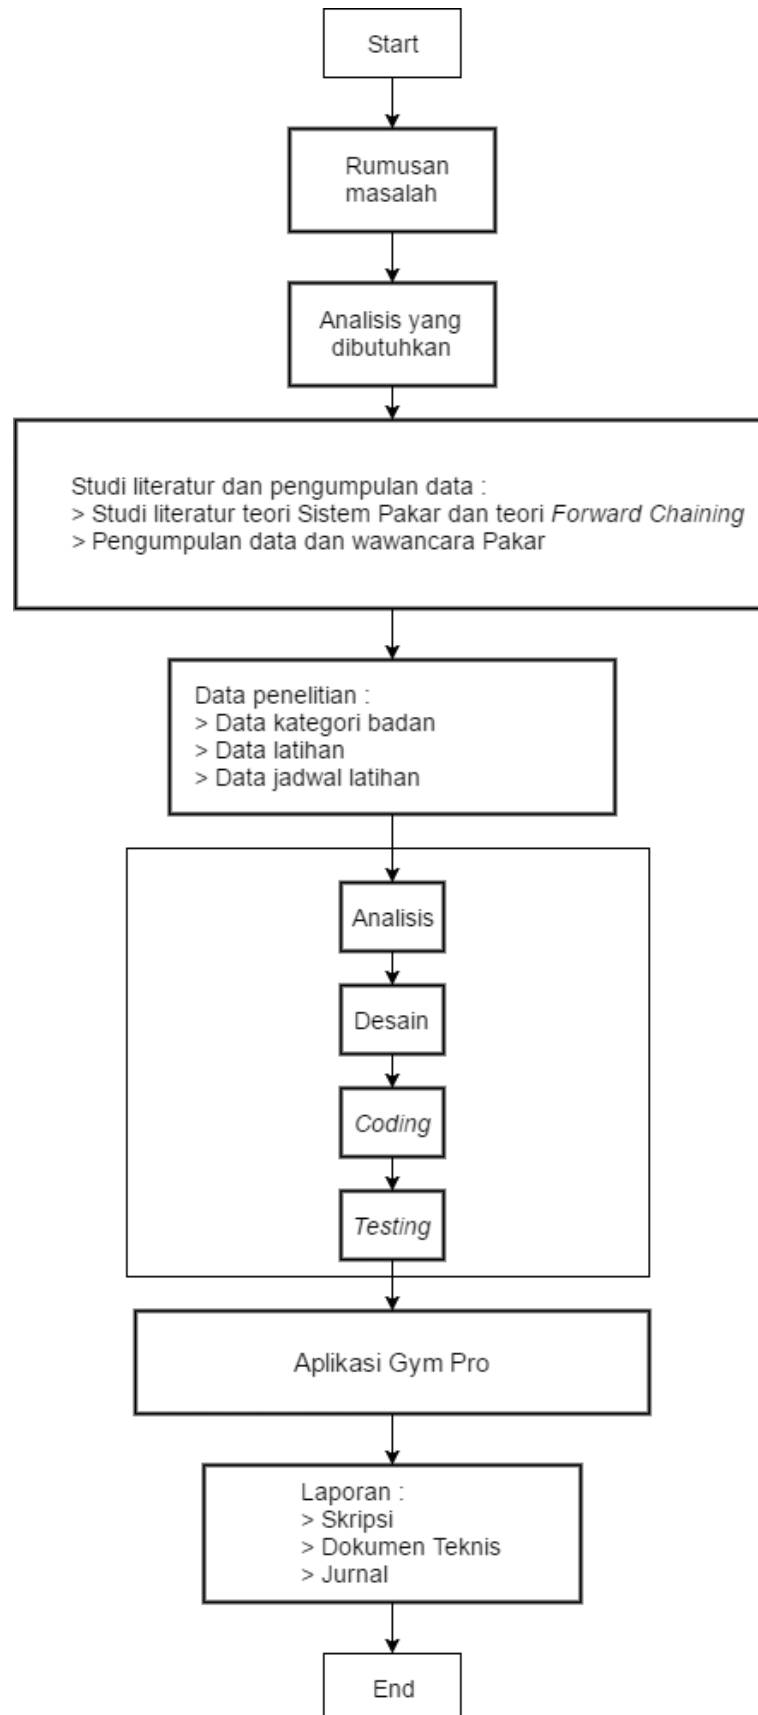 Start
Rumusan
masalah
Analisis yang
dibutuhkan
Studi literatur dan pengumpulan data :
> Studi literatur teori Sistem Pakar dan teori Forward Chaining
> Pengumpulan data dan wawancara Pakar
Data penelitian :
> Data kategori badan
> Data latihan
> Data jadwal latihan
Analisis
Desain
Coding
Testing
Aplikasi Gym Pro
Laporan :
> Skripsi
> Dokumen Teknis
> Jurnal
End